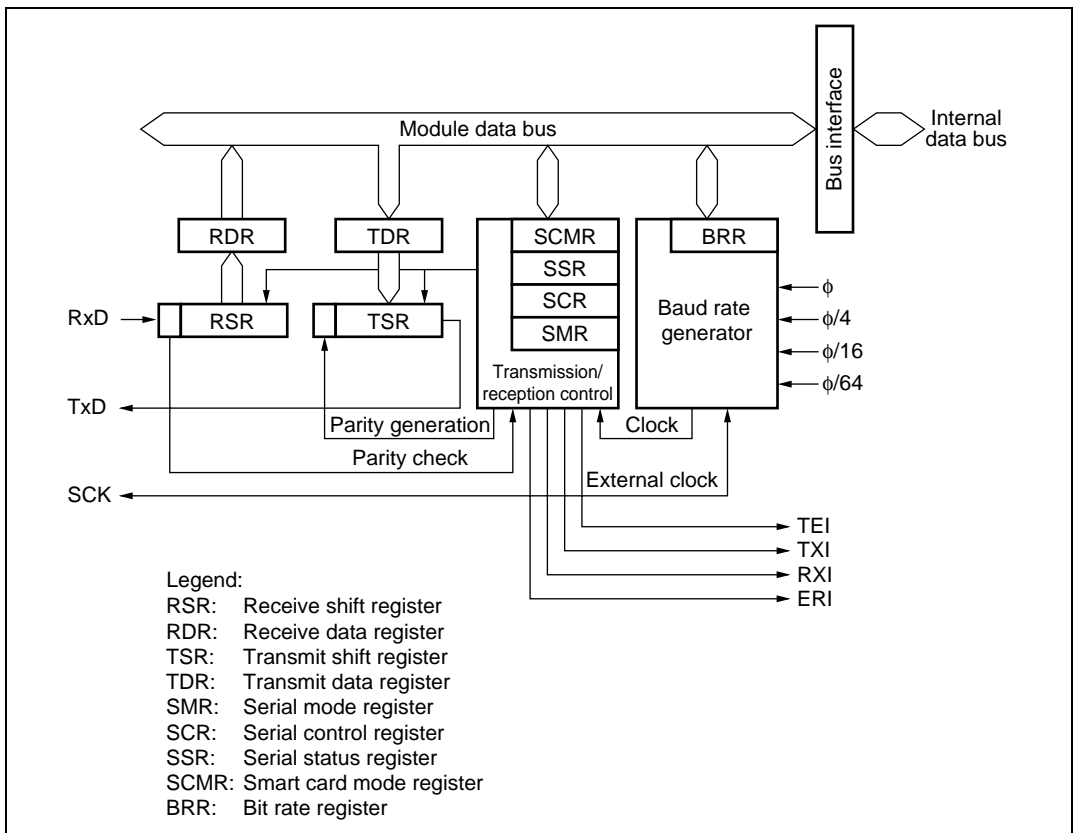 Module data bus
Bus interface
Internal
data bus
RDR
TDR
SCMR
BRR
SSR
SCR
SMR
RxD
RSR
TSR
Baud rate
generator
ϕ
ϕ/4
ϕ/16
ϕ/64
Transmission/
reception control
TxD
Parity generation
Clock
Parity check
External clock
SCK
TEI
TXI
RXI
ERI
Legend:
RSR: Receive shift register
RDR: Receive data register
TSR: Transmit shift register
TDR: Transmit data register
SMR: Serial mode register
SCR: Serial control register
SSR: Serial status register
SCMR: Smart card mode register
BRR: Bit rate register